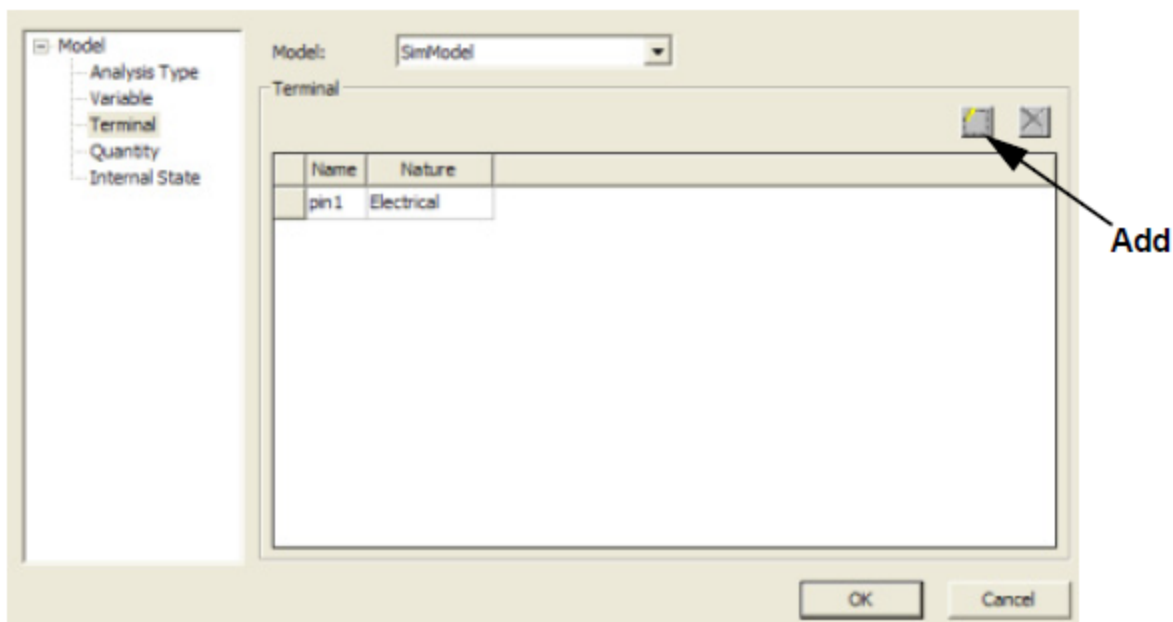 Model
Analysis Type
Variable
Terminal
Quantity
Internal State
Model:
SimModel
Terminal
Name Nature
pin1 Electrical
Add
OK Cancel